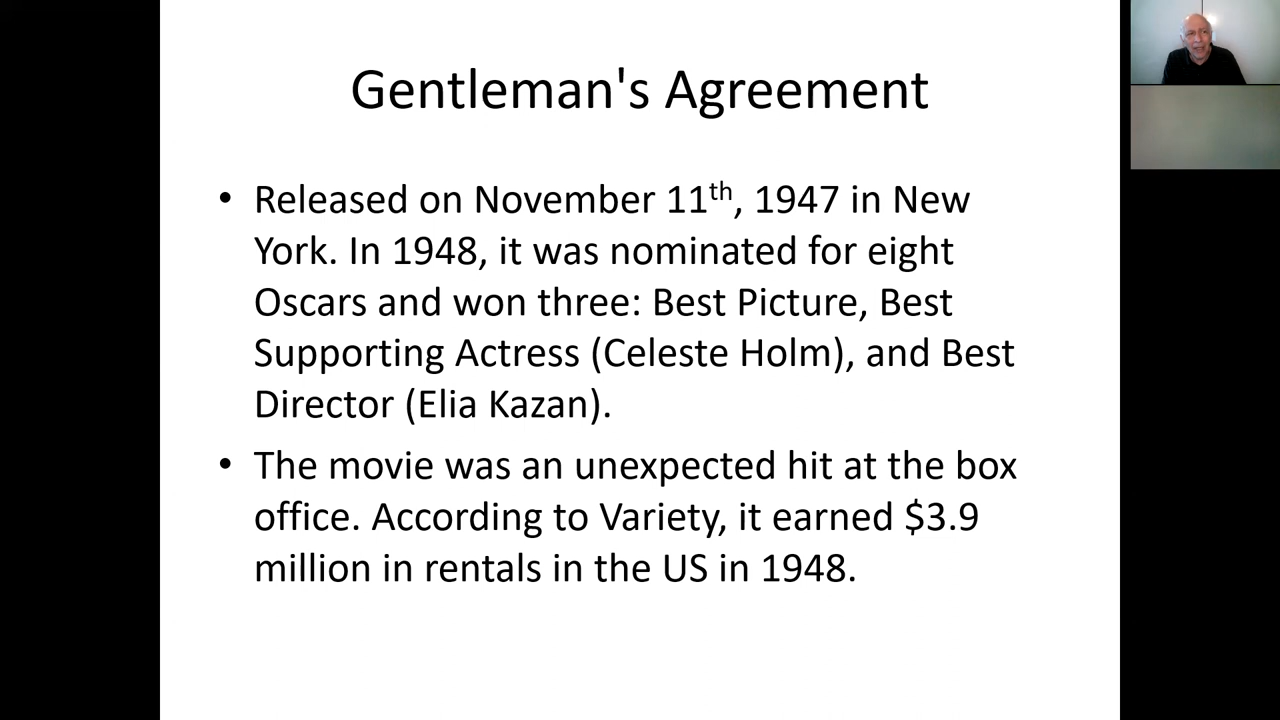 Gentleman's Agreement
• Released on November 11th, 1947 in New
York. In 1948, it was nominated for eight
Oscars and won three: Best Picture, Best
Supporting Actress (Celeste Holm), and Best
Director (Elia Kazan).
• The movie was an unexpected hit at the box
office. According to Variety, it earned $3.9
million in rentals in the US in 1948.